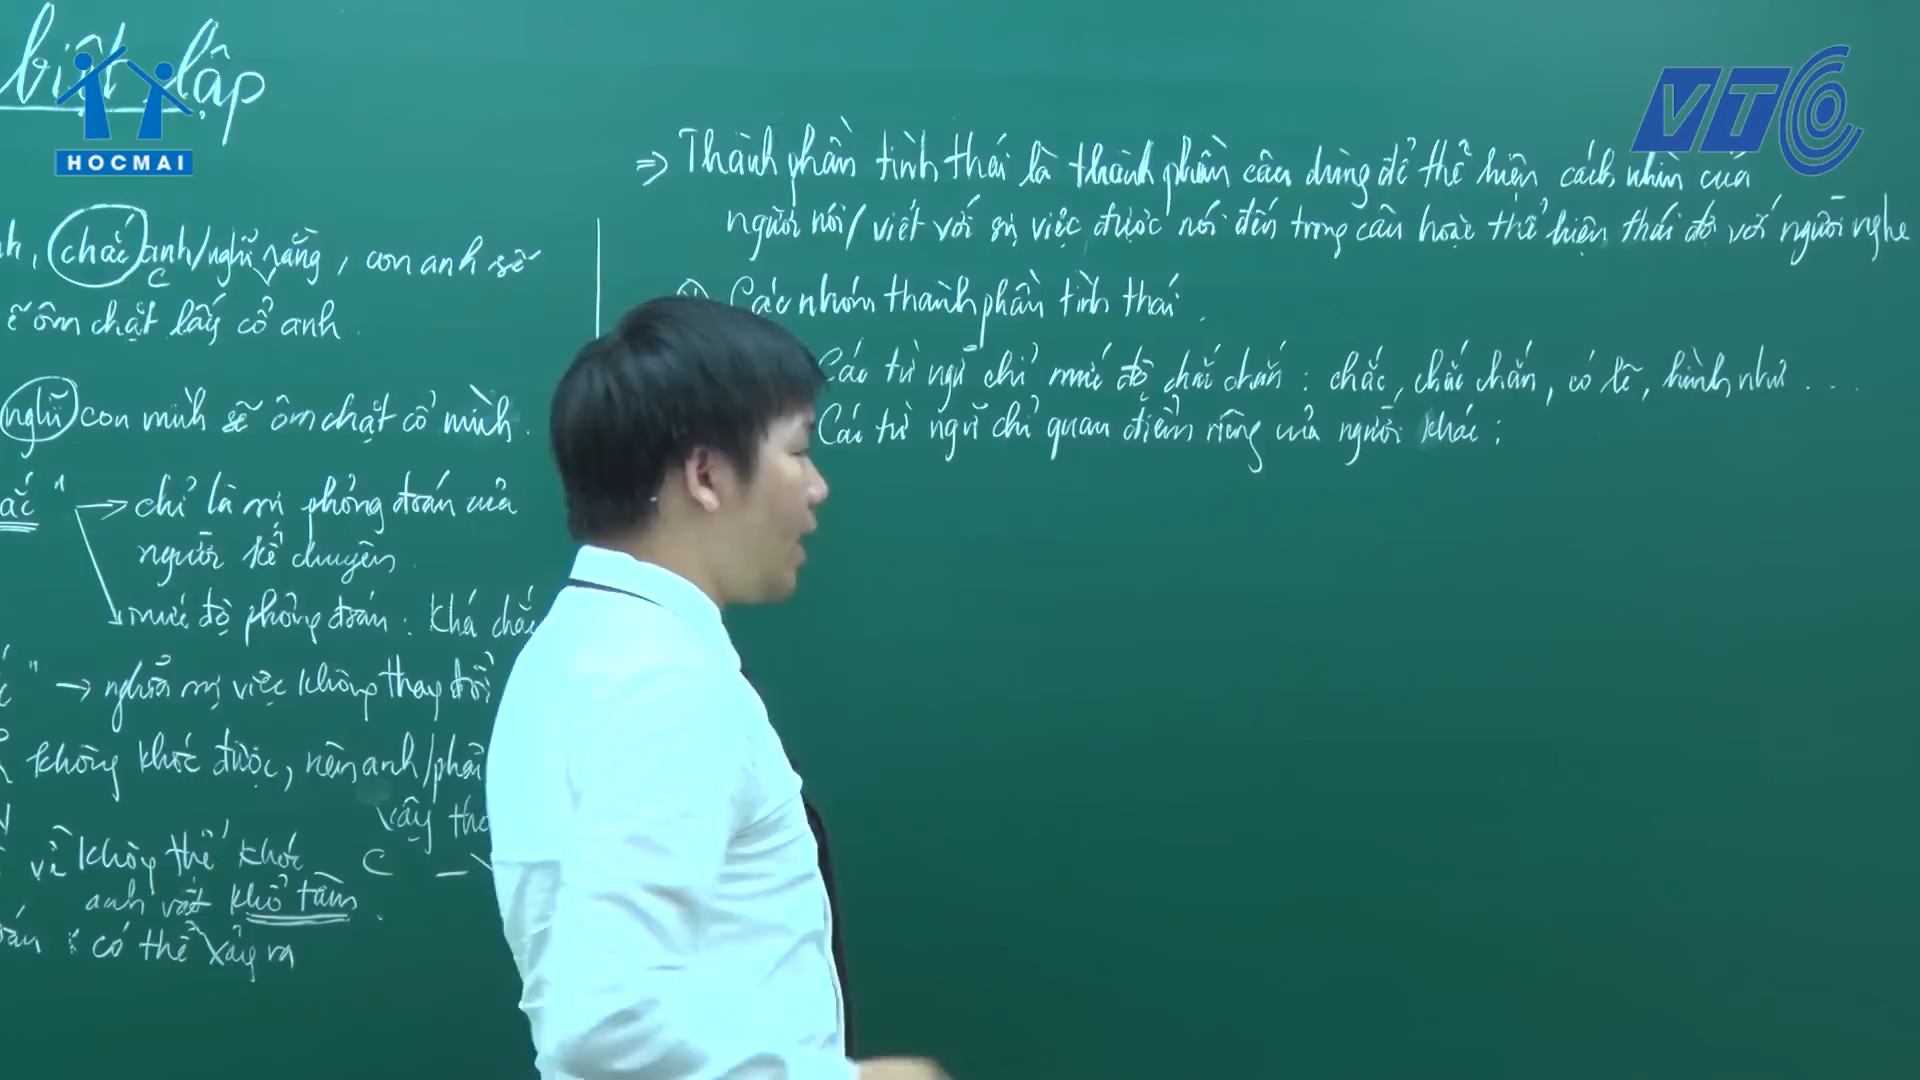 biệt lập
HOCMAI
VTC
chắc anh/nghĩ rằng, con anh sẽ
sẽ ôm chặt lấy cổ anh.
nghĩ con mình sẽ ôm chặt cổ mình.
→ chỉ là sự phỏng đoán của
người kể chuyện.
mức độ phỏng đoán: khá chắc
" → nghĩa sự việc không thay đổi
không khóc được, nên anh/phải
vậy thô
vì không thể khóc C –
anh vất khổ tâm.
: có thể xảy ra
⇒ Thành phần tình thái là thành phần câu dùng để thể hiện cách nhìn của
người nói/ viết với sự việc được nói đến trong câu hoặc thể hiện thái độ với người nghe
Các nhóm thành phần tình thái.
Các từ ngữ chỉ mức độ chắc chắn: chắc, chắc chắn, có lẽ, hình như ...
Các từ ngữ chỉ quan điểm riêng của người khác: